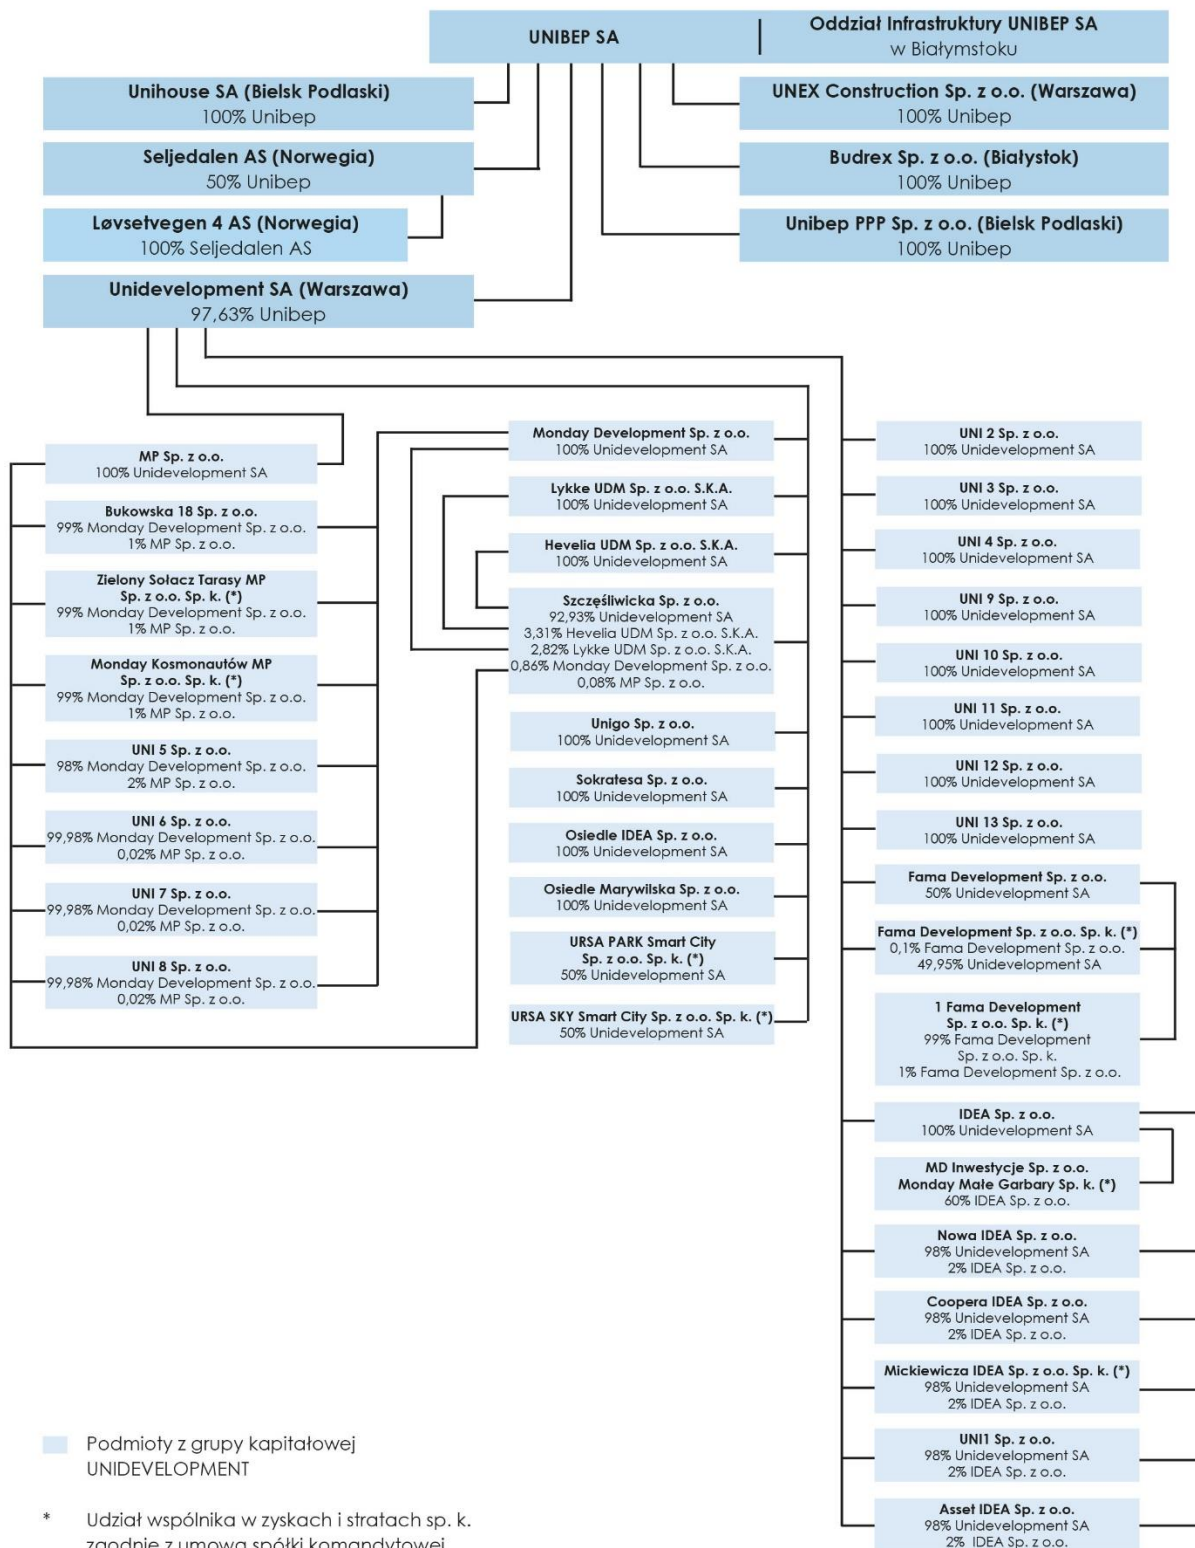 UNIBEP SA
Oddział Infrastruktury UNIBEP SA
w Białymstoku
Unihouse SA (Bielsk Podlaski)
100% Unibep
Seljedalen AS (Norwegia)
50% Unibep
Løvsetvegen 4 AS (Norwegia)
100% Seljedalen AS
Unidevelopment SA (Warszawa)
97,63% Unibep
UNEX Construction Sp. z o.o. (Warszawa)
100% Unibep
Budrex Sp. z o.o. (Białystok)
100% Unibep
Unibep PPP Sp. z o.o. (Bielsk Podlaski)
100% Unibep
MP Sp. z o.o.
100% Unidevelopment SA
Bukowska 18 Sp. z o.o.
99% Monday Development Sp. z o.o.
1% MP Sp. z o.o.
Zielony Sołacz Tarasy MP
Sp. z o.o. Sp. k. (*)
99% Monday Development Sp. z o.o.
1% MP Sp. z o.o.
Monday Kosmonautów MP
Sp. z o.o. Sp. k. (*)
99% Monday Development Sp. z o.o.
1% MP Sp. z o.o.
UNI 5 Sp. z o.o.
98% Monday Development Sp. z o.o.
2% MP Sp. z o.o.
UNI 6 Sp. z o.o.
99,98% Monday Development Sp. z o.o.
0,02% MP Sp. z o.o.
UNI 7 Sp. z o.o.
99,98% Monday Development Sp. z o.o.
0,02% MP Sp. z o.o.
UNI 8 Sp. z o.o.
99,98% Monday Development Sp. z o.o.
0,02% MP Sp. z o.o.
Monday Development Sp. z o.o.
100% Unidevelopment SA
Lykke UDM Sp. z o.o. S.K.A.
100% Unidevelopment SA
Hevelia UDM Sp. z o.o. S.K.A.
100% Unidevelopment SA
Szczęśliwicka Sp. z o.o.
92,93% Unidevelopment SA
3,31% Hevelia UDM Sp. z o.o. S.K.A.
2,82% Lykke UDM Sp. z o.o. S.K.A.
0,86% Monday Development Sp. z o.o.
0,08% MP Sp. z o.o.
Unigo Sp. z o.o.
100% Unidevelopment SA
Sokratesa Sp. z o.o.
100% Unidevelopment SA
Osiedle IDEA Sp. z o.o.
100% Unidevelopment SA
Osiedle Marywilska Sp. z o.o.
100% Unidevelopment SA
URSA PARK Smart City
Sp. z o.o. Sp. k. (*)
50% Unidevelopment SA
URSA SKY Smart City Sp. z o.o. Sp. k. (*)
50% Unidevelopment SA
UNI 2 Sp. z o.o.
100% Unidevelopment SA
UNI 3 Sp. z o.o.
100% Unidevelopment SA
UNI 4 Sp. z o.o.
100% Unidevelopment SA
UNI 9 Sp. z o.o.
100% Unidevelopment SA
UNI 10 Sp. z o.o.
100% Unidevelopment SA
UNI 11 Sp. z o.o.
100% Unidevelopment SA
UNI 12 Sp. z o.o.
100% Unidevelopment SA
UNI 13 Sp. z o.o.
100% Unidevelopment SA
Fama Development Sp. z o.o.
50% Unidevelopment SA
Fama Development Sp. z o.o. Sp. k. (*)
0,1% Fama Development Sp. z o.o.
49,95% Unidevelopment SA
1 Fama Development
Sp. z o.o. Sp. k. (*)
99% Fama Development
Sp. z o.o. Sp. k.
1% Fama Development Sp. z o.o.
IDEA Sp. z o.o.
100% Unidevelopment SA
MD Inwestycje Sp. z o.o.
Monday Małe Garbary Sp. k. (*)
60% IDEA Sp. z o.o.
Nowa IDEA Sp. z o.o.
98% Unidevelopment SA
2% IDEA Sp. z o.o.
Coopera IDEA Sp. z o.o.
98% Unidevelopment SA
2% IDEA Sp. z o.o.
Mickiewicza IDEA Sp. z o.o. Sp. k. (*)
98% Unidevelopment SA
2% IDEA Sp. z o.o.
UNI1 Sp. z o.o.
98% Unidevelopment SA
2% IDEA Sp. z o.o.
Asset IDEA Sp. z o.o.
98% Unidevelopment SA
2% IDEA Sp. z o.o.
Podmioty z grupy kapitałowej
UNIDEVELOPMENT
* Udział wspólnika w zyskach i stratach sp. k.
zgodnie z umową spółki komandytowej